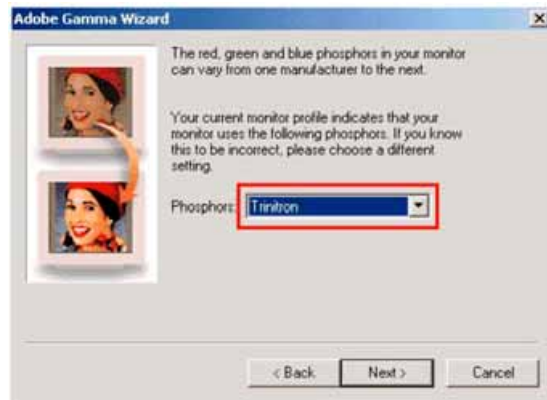 Adobe Gamma Wizard
The red, green and blue phosphors in your monitor
can vary from one manufacturer to the next.
Your current monitor profile indicates that your
monitor uses the following phosphors. If you know
this to be incorrect, please choose a different
setting.
Phosphors: Trinitron
< Back Next > Cancel